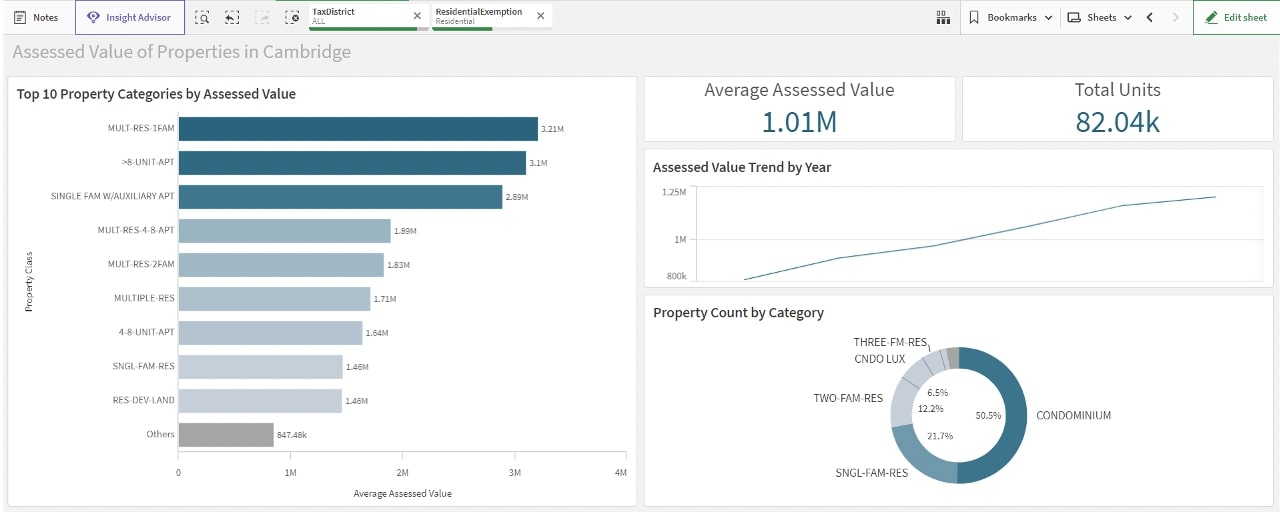 Notes
Insight Advisor
TaxDistrict
ALL
ResidentialExemption
Residential
Bookmarks
Sheets
Edit sheet
Assessed Value of Properties in Cambridge
Top 10 Property Categories by Assessed Value
Property Class
MULT-RES-1FAM 3.21M
>8-UNIT-APT 3.1M
SINGLE FAM W/AUXILIARY APT 2.89M
MULT-RES-4-8-APT 1.89M
MULT-RES-2FAM 1.83M
MULTIPLE-RES 1.71M
4-8-UNIT-APT 1.64M
SNGL-FAM-RES 1.46M
RES-DEV-LAND 1.46M
Others 847.48k
0 1M 2M 3M 4M
Average Assessed Value
Average Assessed Value
1.01M
Total Units
82.04k
Assessed Value Trend by Year
1.25M
1M
800k
Property Count by Category
THREE-FM-RES
CNDO LUX
TWO-FAM-RES
SNGL-FAM-RES
CONDOMINIUM
6.5%
12.2%
21.7%
50.5%